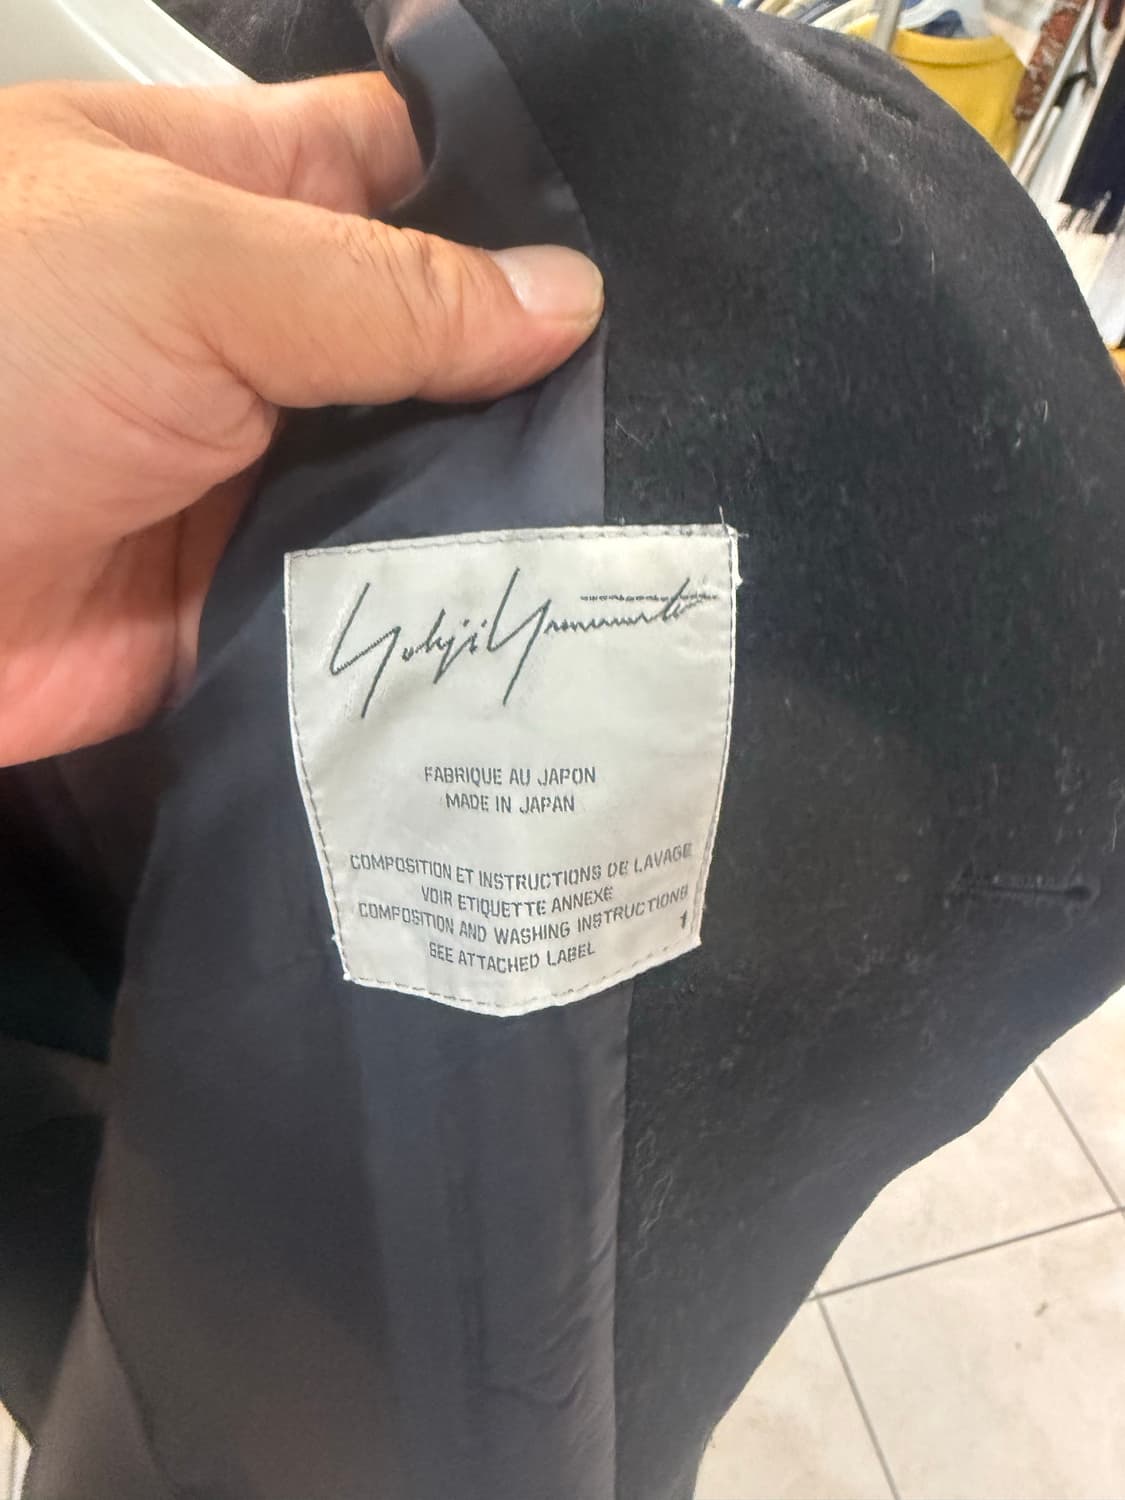 Yohji Yamamoto
FABRIQUE AU JAPON
MADE IN JAPAN
COMPOSITION ET INSTRUCTIONS DE LAVAGE
VOIR ETIQUETTE ANNEXE
COMPOSITION AND WASHING INSTRUCTIONS
SEE ATTACHED LABEL
1